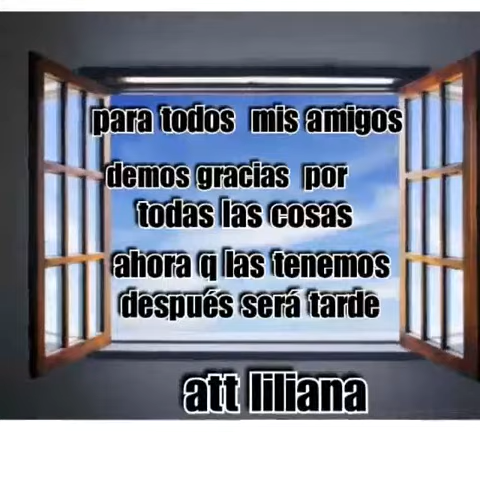 para todos mis amigos
demos gracias por
todas las cosas
ahora q las tenemos
después será tarde
att liliana